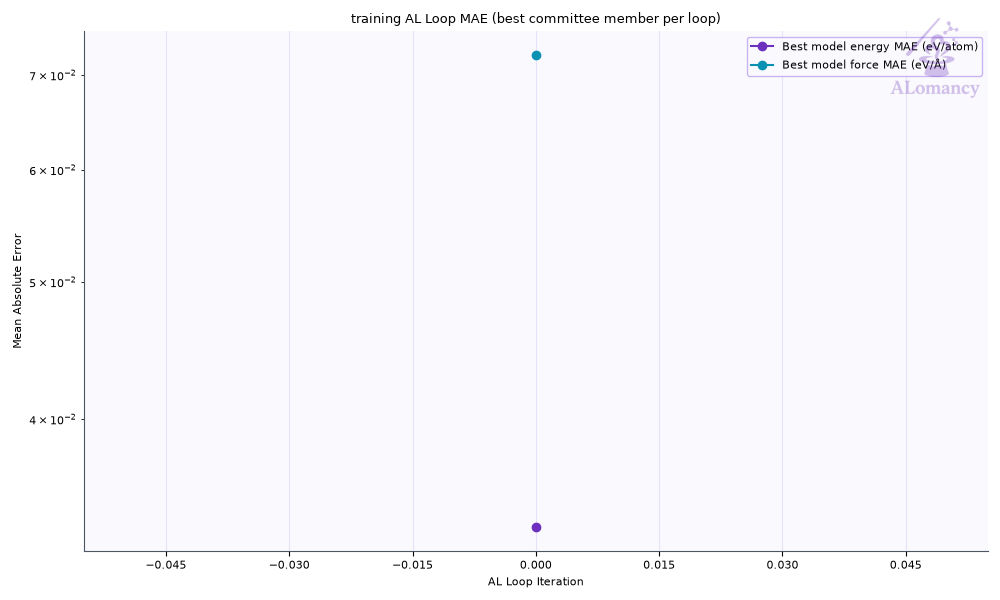 training AL Loop MAE (best committee member per loop)
Best model energy MAE (eV/atom)
Best model force MAE (eV/Å)
ALomancy
7 × 10⁻²
6 × 10⁻²
5 × 10⁻²
4 × 10⁻²
Mean Absolute Error
−0.045 −0.030 −0.015 0.000 0.015 0.030 0.045
AL Loop Iteration